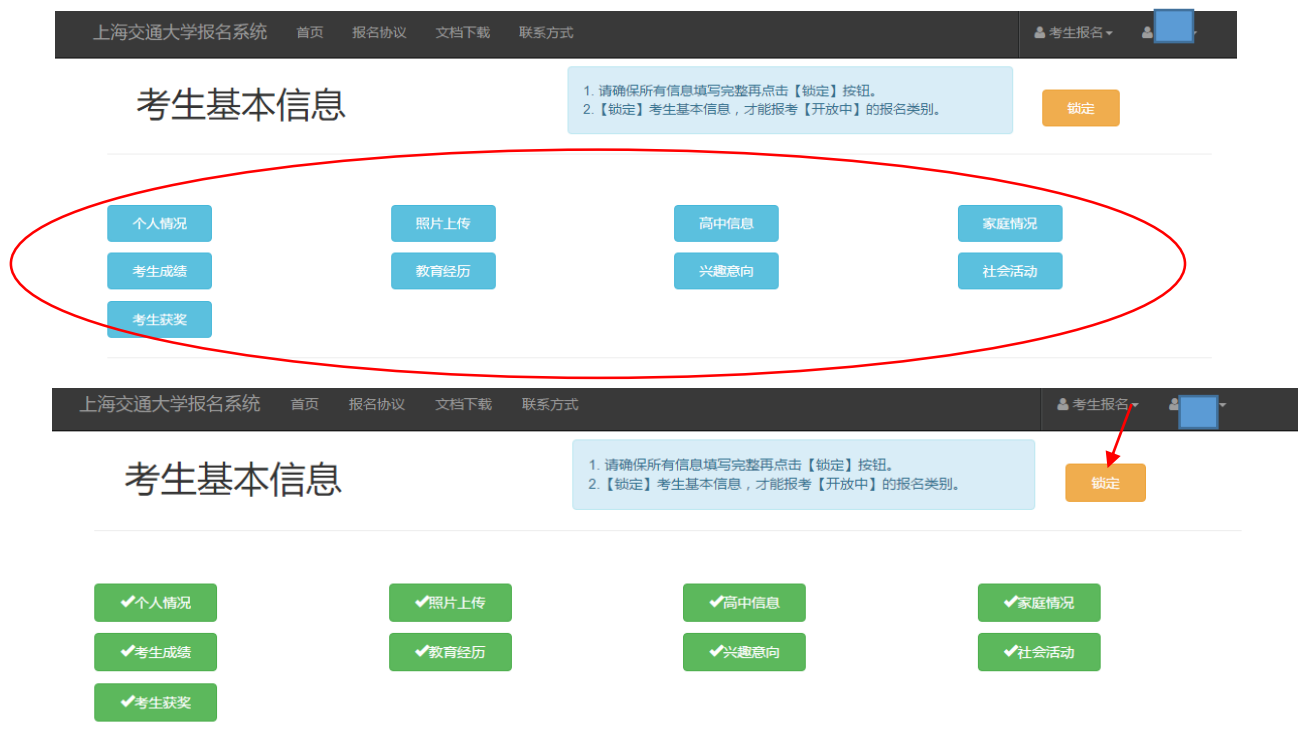 上海交通大学报名系统 首页 报名协议 文档下载 联系方式 考生报名
考生基本信息
1. 请确保所有信息填写完整再点击【锁定】按钮。
2.【锁定】考生基本信息，才能报考【开放中】的报名类别。
锁定
个人情况 照片上传 高中信息 家庭情况
考生成绩 教育经历 兴趣意向 社会活动
考生获奖
上海交通大学报名系统 首页 报名协议 文档下载 联系方式 考生报名
考生基本信息
1. 请确保所有信息填写完整再点击【锁定】按钮。
2.【锁定】考生基本信息，才能报考【开放中】的报名类别。
锁定
✔个人情况 ✔照片上传 ✔高中信息 ✔家庭情况
✔考生成绩 ✔教育经历 ✔兴趣意向 ✔社会活动
✔考生获奖